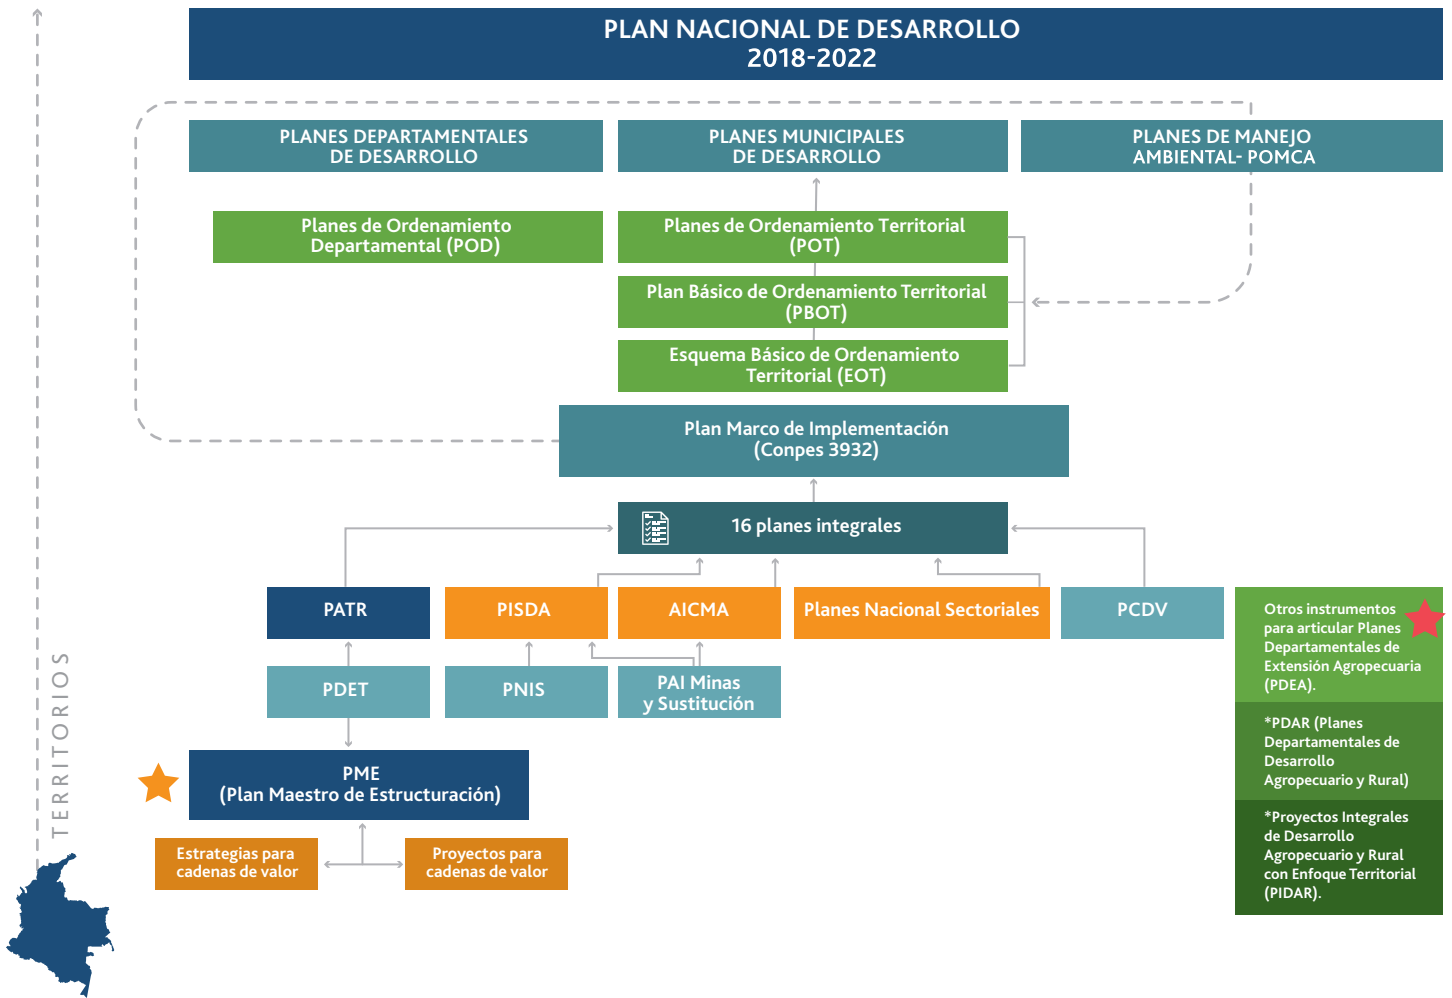 PLAN NACIONAL DE DESARROLLO
2018-2022
PLANES DEPARTAMENTALES
DE DESARROLLO
PLANES MUNICIPALES
DE DESARROLLO
PLANES DE MANEJO
AMBIENTAL- POMCA
Planes de Ordenamiento
Departamental (POD)
Planes de Ordenamiento Territorial
(POT)
Plan Básico de Ordenamiento Territorial
(PBOT)
Esquema Básico de Ordenamiento
Territorial (EOT)
Plan Marco de Implementación
(Conpes 3932)
16 planes integrales
PATR
PISDA
AICMA
Planes Nacional Sectoriales
PCDV
PDET
PNIS
PAI Minas
y Sustitución
PME
(Plan Maestro de Estructuración)
Estrategias para
cadenas de valor
Proyectos para
cadenas de valor
Otros instrumentos
para articular Planes
Departamentales de
Extensión Agropecuaria
(PDEA).
*PDAR (Planes
Departamentales de
Desarrollo
Agropecuario y Rural)
*Proyectos Integrales
de Desarrollo
Agropecuario y Rural
con Enfoque Territorial
(PIDAR).
TERRITORIOS